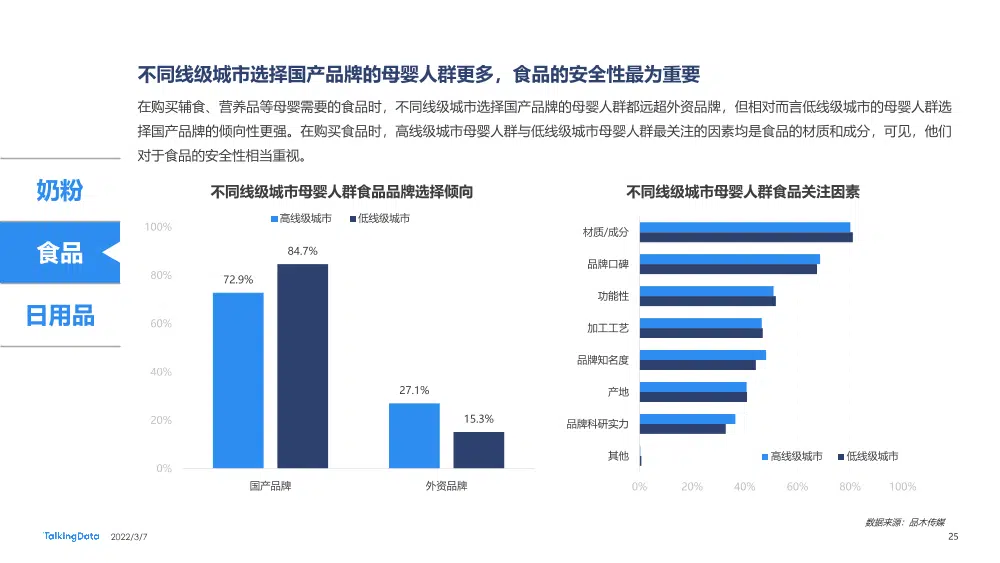 不同线级城市选择国产品牌的母婴人群更多，食品的安全性最为重要
在购买辅食、营养品等母婴需要的食品时，不同线级城市选择国产品牌的母婴人群都远超外资品牌，但相对而言低线级城市的母婴人群选
择国产品牌的倾向性更强。在购买食品时，高线级城市母婴人群与低线级城市母婴人群最关注的因素均是食品的材质和成分，可见，他们
对于食品的安全性相当重视。
奶粉
食品
日用品
不同线级城市母婴人群食品品牌选择倾向
高线级城市 低线级城市
100%
80%
60%
40%
20%
0%
72.9%
84.7%
27.1%
15.3%
国产品牌 外资品牌
不同线级城市母婴人群食品关注因素
材质/成分
品牌口碑
功能性
加工工艺
品牌知名度
产地
品牌科研实力
其他
高线级城市 低线级城市
0% 20% 40% 60% 80% 100%
数据来源：品木传媒
TalkingData 2022/3/7
25